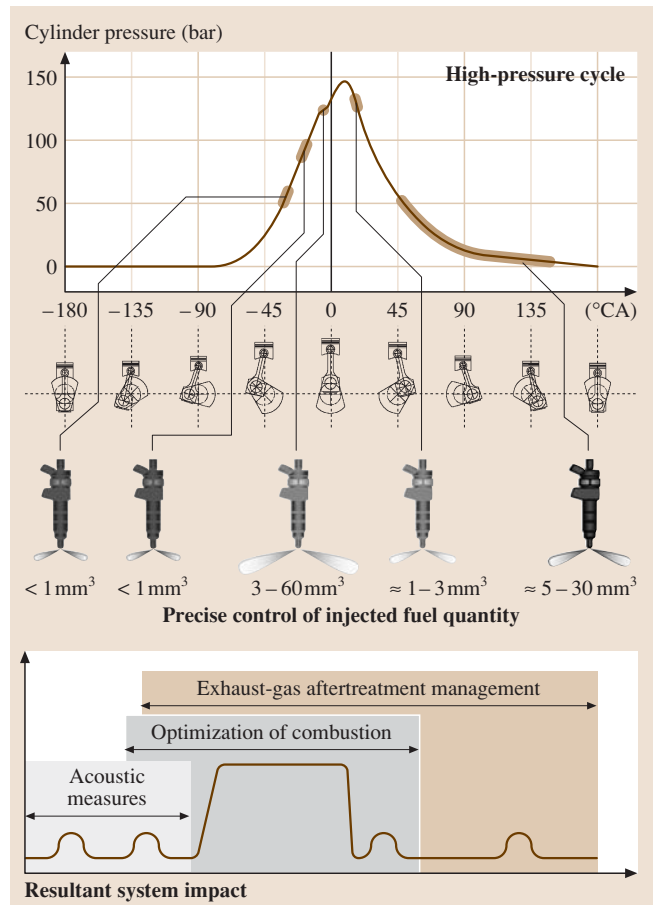 Cylinder pressure (bar)
High-pressure cycle
150
100
50
0
−180 −135 −90 −45 0 45 90 135 (°CA)
< 1 mm³ < 1 mm³ 3 – 60 mm³ ≈ 1 – 3 mm³ ≈ 5 – 30 mm³
Precise control of injected fuel quantity
Exhaust-gas aftertreatment management
Optimization of combustion
Acoustic
measures
Resultant system impact